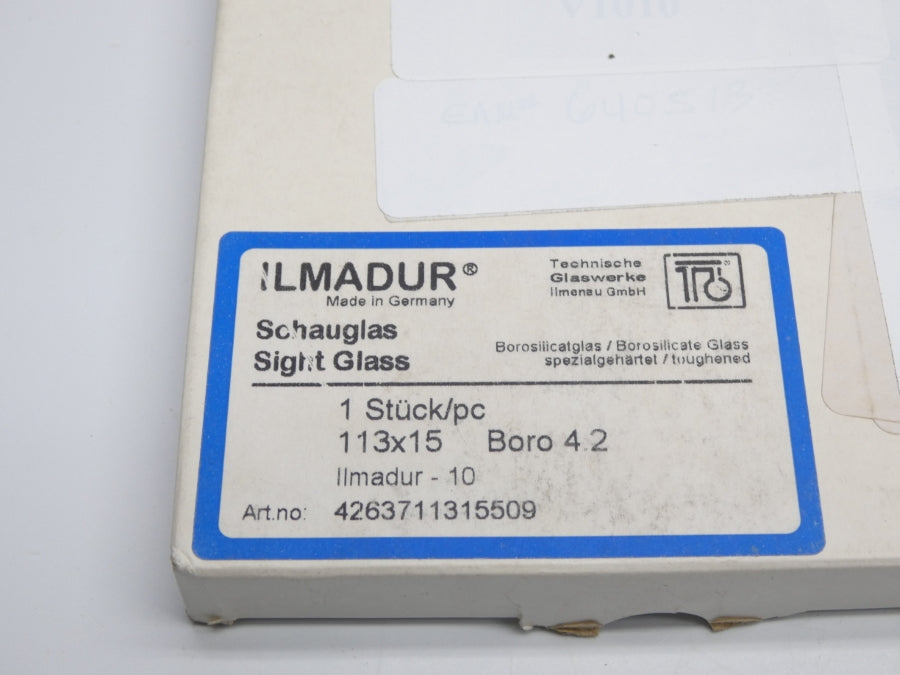 V1010
ILMADUR®
Made in Germany
Technische
Glaswerke
Ilmenau GmbH
Schauglas
Sight Glass
Borosilicatglas / Borosilicate Glass
spezialgehärtet / toughened
1 Stück/pc
113x15 Boro 4.2
Ilmadur - 10
Art.no: 4263711315509